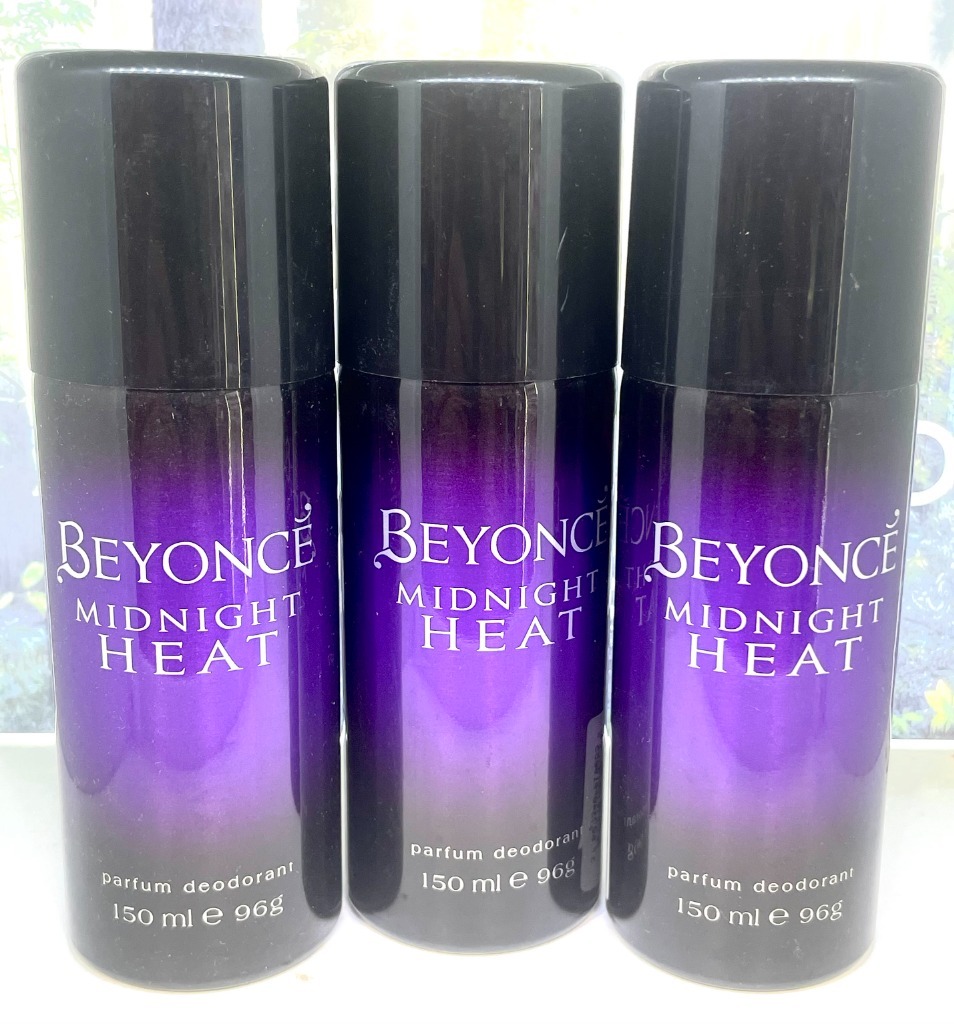 BEYONCÉ
MIDNIGHT
HEAT
parfum deodorant
150 ml e 96g
BEYONCÉ
MIDNIGHT
HEAT
parfum deodorant
150 ml e 96g
BEYONCÉ
MIDNIGHT
HEAT
parfum deodorant
150 ml e 96g